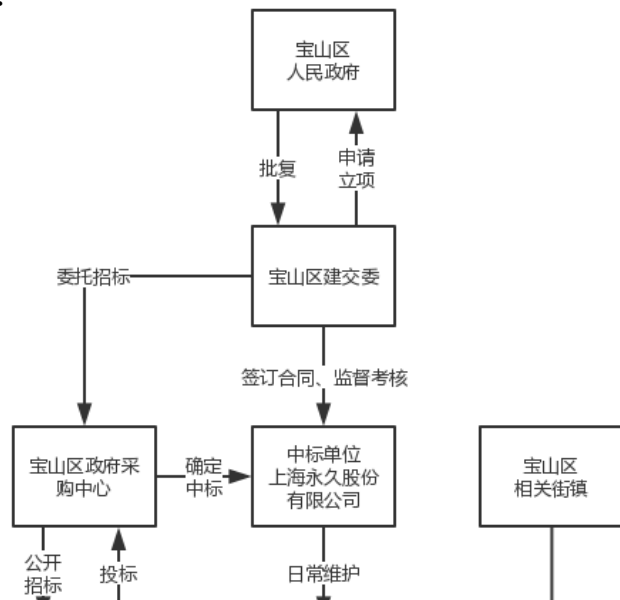 宝山区
人民政府
批复
申请
立项
委托招标
宝山区建交委
签订合同、监督考核
宝山区政府采
购中心
确定
中标
中标单位
上海永久股份
有限公司
宝山区
相关街镇
公开
招标
投标
日常维护